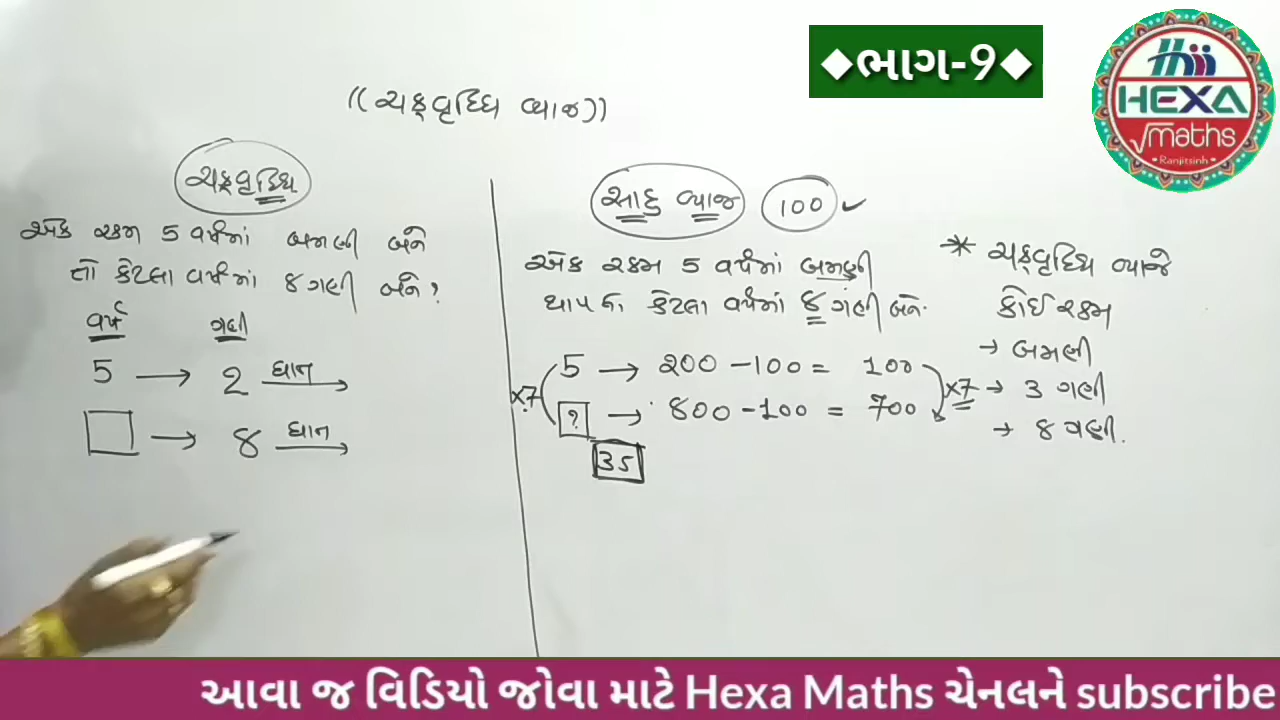 ◆ભાગ-9◆
HEXA
√maths
•Ranjitsinh•
((ચક્રવૃદ્ધિ વ્યાજ))
ચક્રવૃદ્ધિ
એક રકમ 5 વર્ષમાં બમણી બને
તો કેટલા વર્ષમાં ૪ગણી બને?
વર્ષ ગણી
5 → 2 ઘાત →
□ → 8 ઘાત →
સાદુ વ્યાજ 100 ✓
એક રકમ 5 વર્ષમાં બમણી
થાય તો કેટલા વર્ષમાં 8 ગણી બને.
5 → 200 - 100 = 100
×7 ×7
? → 800 - 100 = 700
35
* ચક્રવૃદ્ધિ વ્યાજે
કોઈ રકમ
→ બમણી
→ 3 ગણી
→ 8 ગણી.
આવા જ વિડિયો જોવા માટે Hexa Maths ચેનલને subscribe